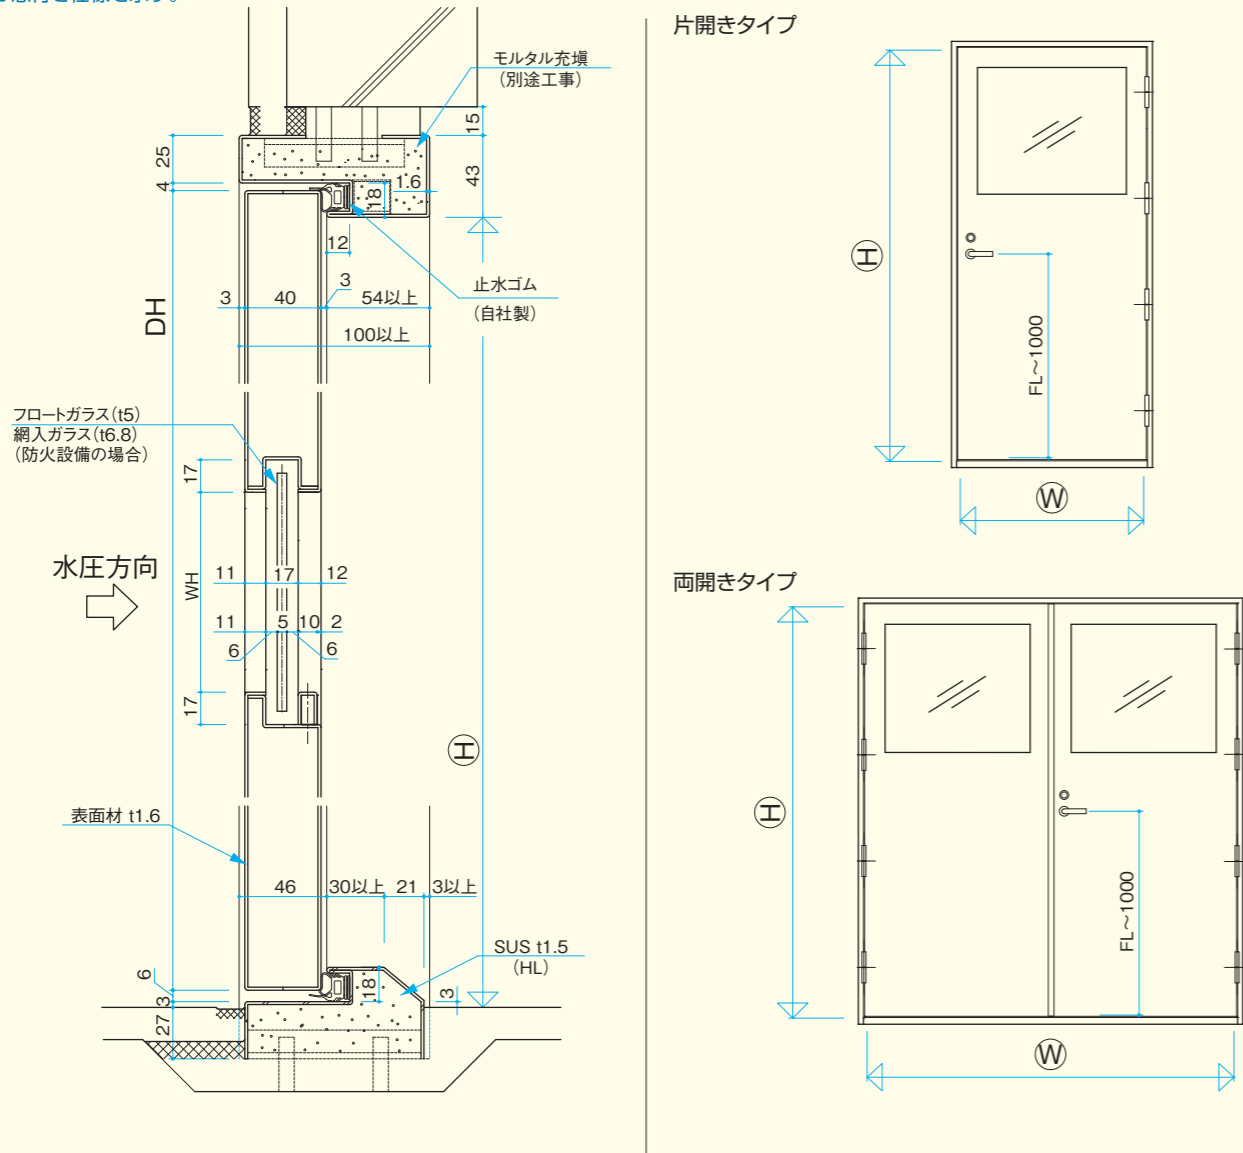 片開きタイプ
モルタル充塡
(別途工事)
15
25
4
43
1.6
18
12
3
止水ゴム
(自社製)
3
40
54以上
100以上
DH
H
FL~1000
W
フロートガラス(t5)
網入ガラス(t6.8)
(防火設備の場合)
17
水圧方向
WH
11
17
12
11
5
10
2
6
6
17
両開きタイプ
H
H
FL~1000
W
表面材 t1.6
46
30以上
21
3以上
SUS t1.5
(HL)
6
3
27
18
3